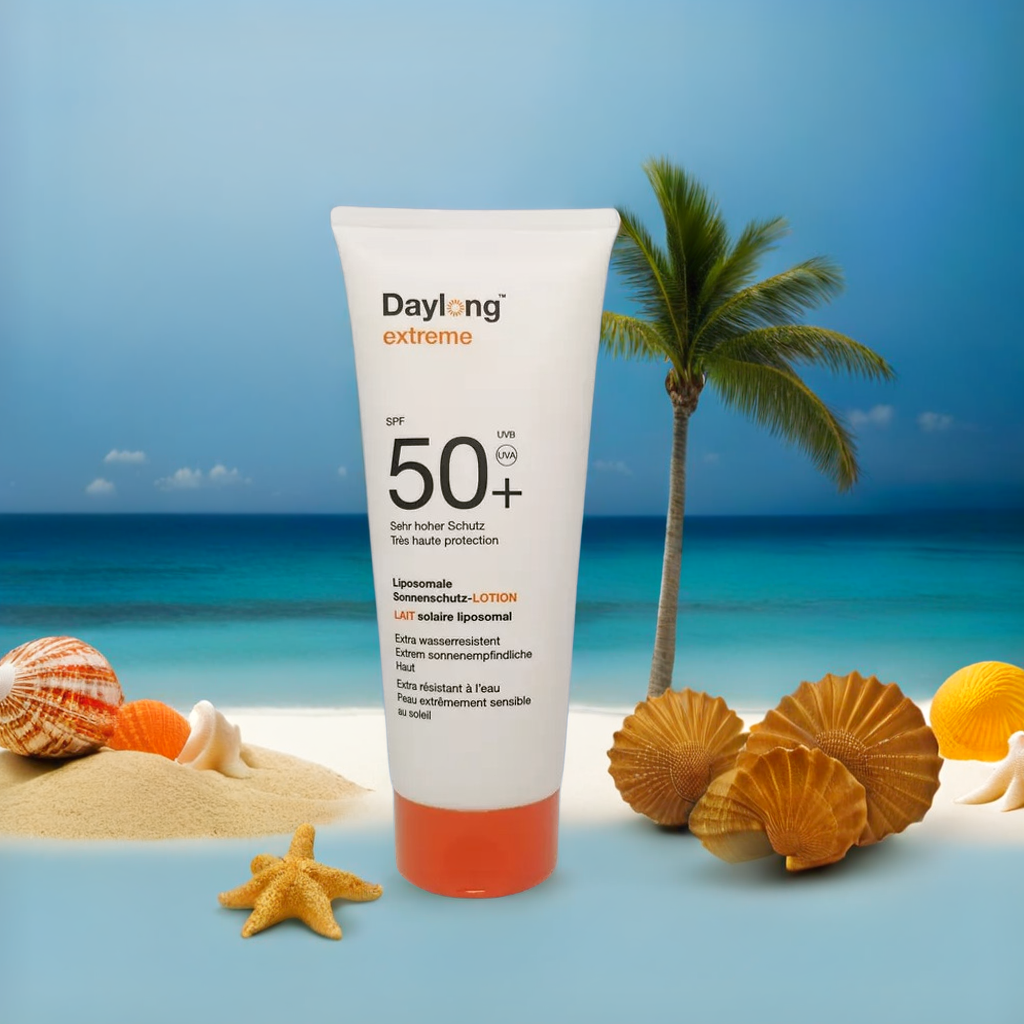 Daylong™
extreme
SPF
50+
UVB
UVA
Sehr hoher Schutz
Très haute protection
Liposomale
Sonnenschutz-LOTION
LAIT solaire liposomal
Extra wasserresistent
Extrem sonnenempfindliche
Haut
Extra résistant à l'eau
Peau extrêmement sensible
au soleil